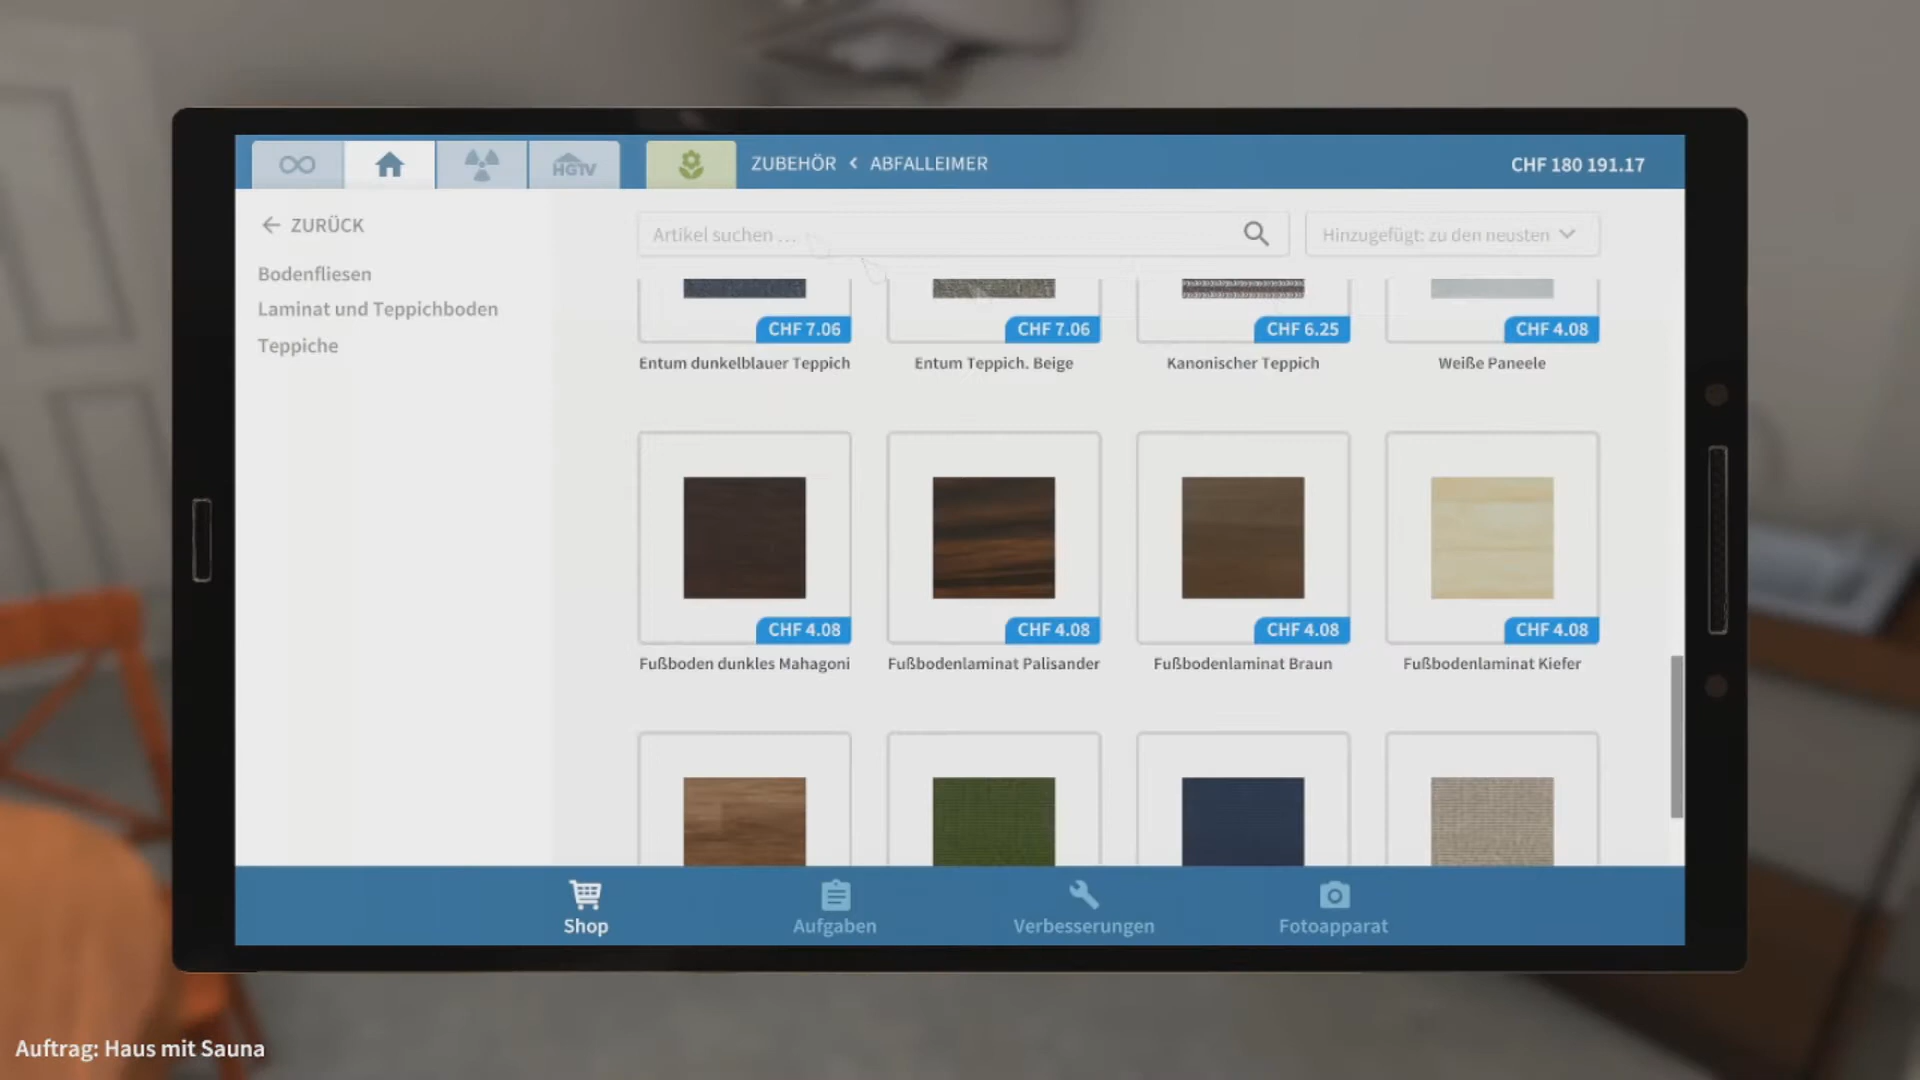 HGTV
ZUBEHÖR < ABFALLEIMER
CHF 180 191.17
← ZURÜCK
Bodenfliesen
Laminat und Teppichboden
Teppiche
Artikel suchen ...
Hinzugefügt: zu den neusten
CHF 7.06
CHF 7.06
CHF 6.25
CHF 4.08
Entum dunkelblauer Teppich
Entum Teppich. Beige
Kanonischer Teppich
Weiße Paneele
CHF 4.08
CHF 4.08
CHF 4.08
CHF 4.08
Fußboden dunkles Mahagoni
Fußbodenlaminat Palisander
Fußbodenlaminat Braun
Fußbodenlaminat Kiefer
Shop
Aufgaben
Verbesserungen
Fotoapparat
Auftrag: Haus mit Sauna